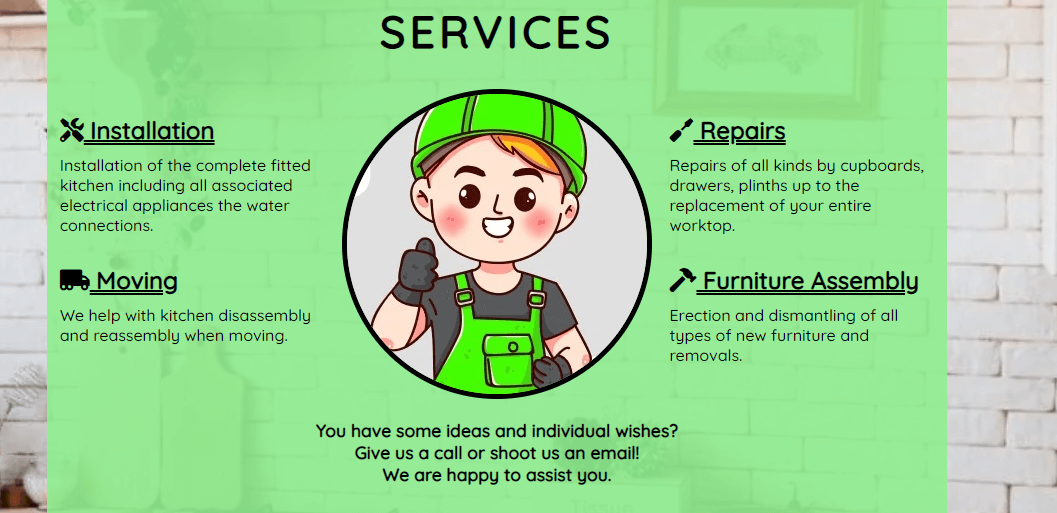 SERVICES
Installation
Installation of the complete fitted
kitchen including all associated
electrical appliances the water
connections.
Moving
We help with kitchen disassembly
and reassembly when moving.
Repairs
Repairs of all kinds by cupboards,
drawers, plinths up to the
replacement of your entire
worktop.
Furniture Assembly
Erection and dismantling of all
types of new furniture and
removals.
You have some ideas and individual wishes?
Give us a call or shoot us an email!
We are happy to assist you.